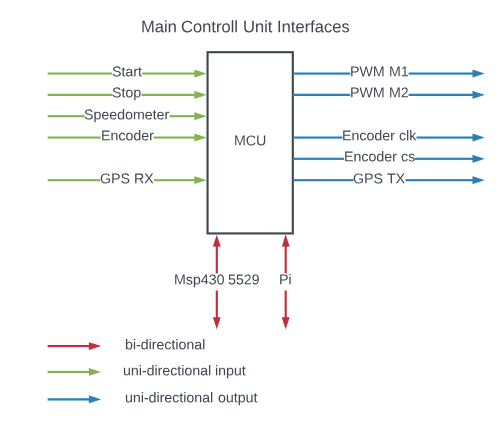 Main Controll Unit Interfaces
Start
PWM M1
Stop
PWM M2
Speedometer
Encoder
Encoder clk
MCU
Encoder cs
GPS RX
GPS TX
Msp430 5529
Pi
bi-directional
uni-directional input
uni-directional output